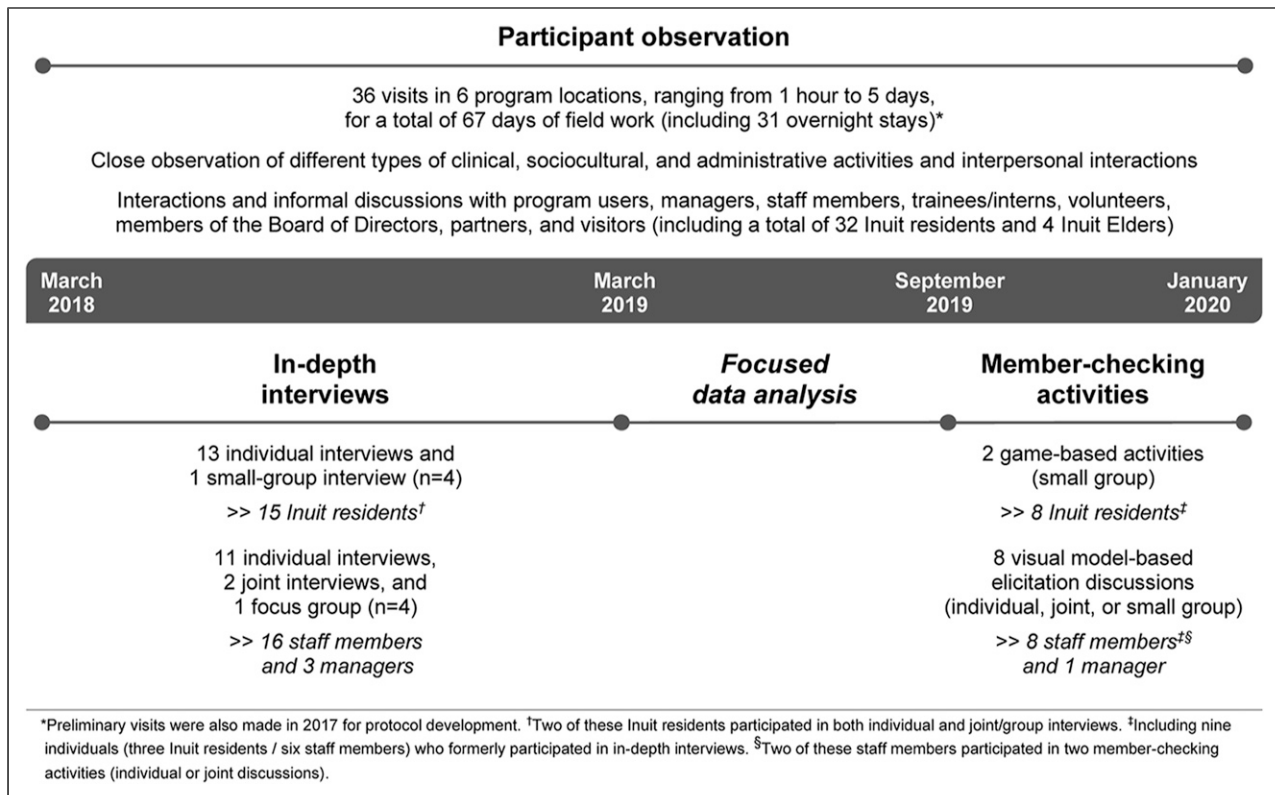 Participant observation
36 visits in 6 program locations, ranging from 1 hour to 5 days,
for a total of 67 days of field work (including 31 overnight stays)*
Close observation of different types of clinical, sociocultural, and administrative activities and interpersonal interactions
Interactions and informal discussions with program users, managers, staff members, trainees/interns, volunteers,
members of the Board of Directors, partners, and visitors (including a total of 32 Inuit residents and 4 Inuit Elders)
March
2018
March
2019
September
2019
January
2020
In-depth
interviews
13 individual interviews and
1 small-group interview (n=4)
>> 15 Inuit residents†
11 individual interviews,
2 joint interviews, and
1 focus group (n=4)
>> 16 staff members
and 3 managers
Focused
data analysis
Member-checking
activities
2 game-based activities
(small group)
>> 8 Inuit residents‡
8 visual model-based
elicitation discussions
(individual, joint, or small group)
>> 8 staff members‡§
and 1 manager
*Preliminary visits were also made in 2017 for protocol development. †Two of these Inuit residents participated in both individual and joint/group interviews. ‡Including nine
individuals (three Inuit residents / six staff members) who formerly participated in in-depth interviews. §Two of these staff members participated in two member-checking
activities (individual or joint discussions).